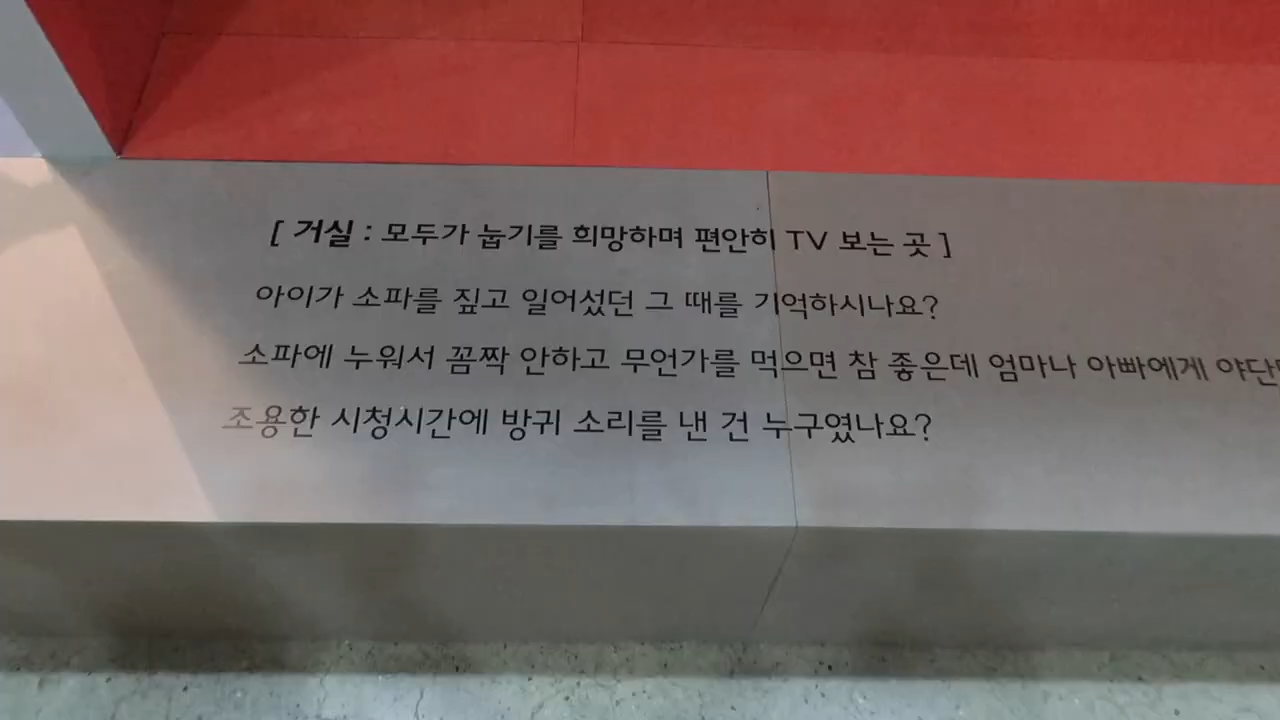 [ 거실 : 모두가 눕기를 희망하며 편안히 TV 보는 곳 ]
아이가 소파를 짚고 일어섰던 그 때를 기억하시나요?
소파에 누워서 꼼짝 안하고 무언가를 먹으면 참 좋은데 엄마나 아빠에게
조용한 시청시간에 방귀 소리를 낸 건 누구였나요?